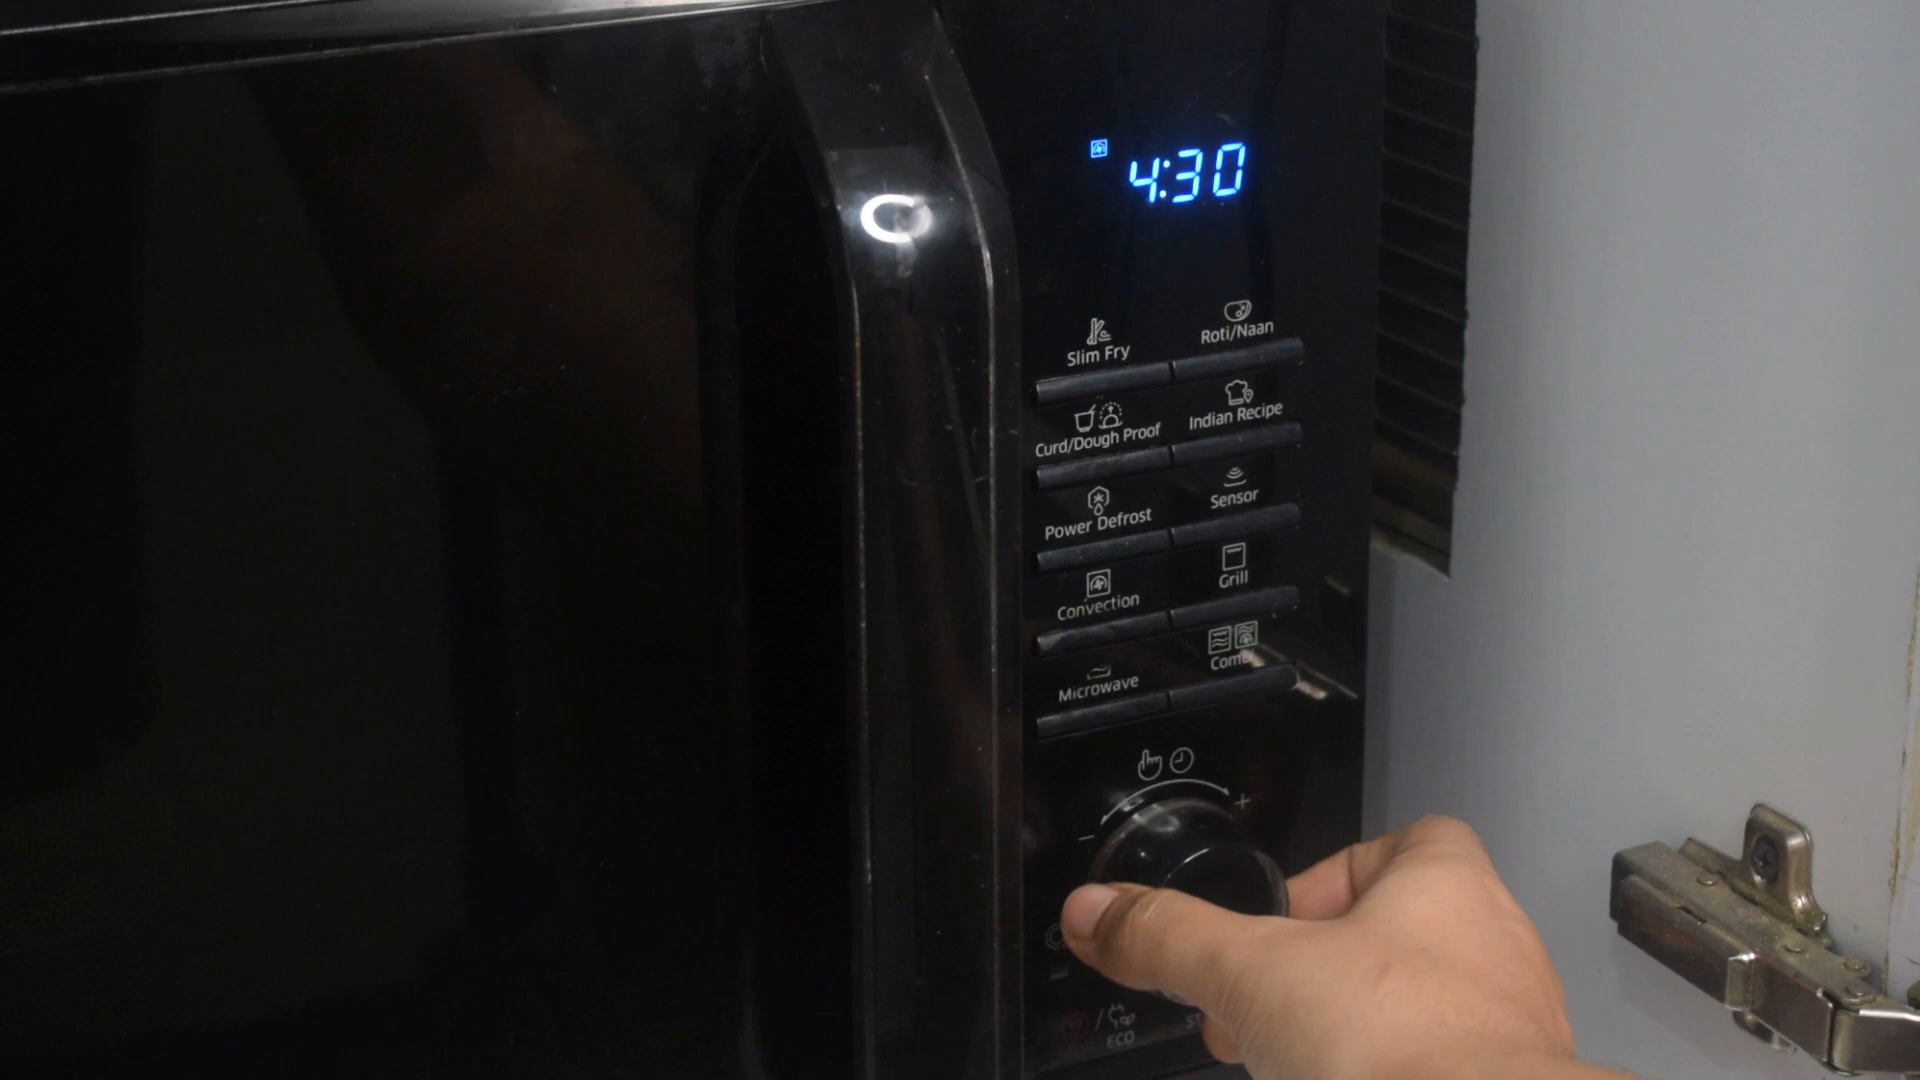 4:30
Slim Fry
Roti/Naan
Curd/Dough Proof
Indian Recipe
Power Defrost
Sensor
Convection
Grill
Microwave
- +
/ ECO